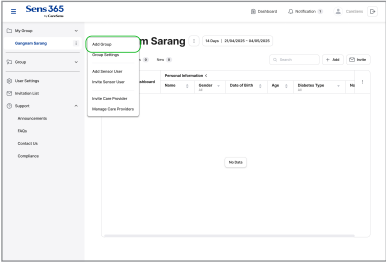 Sens365
by CareSens
Dashboard
Notification
Caresens
My Group
Gangnam Sarang
Group
User Settings
Invitation List
Support
Announcements
FAQs
Contact Us
Compliance
Add Group
Group Settings
Add Sensor User
Invite Sensor User
Invite Care Provider
Manage Care Providers
m Sarang
14 Days | 21/04/2025 ~ 04/05/2025
New 0
Search
+ Add
Invite
Personal Information <
Name
Gender
All
Date of Birth
Age
Diabetes Type
All
No Data